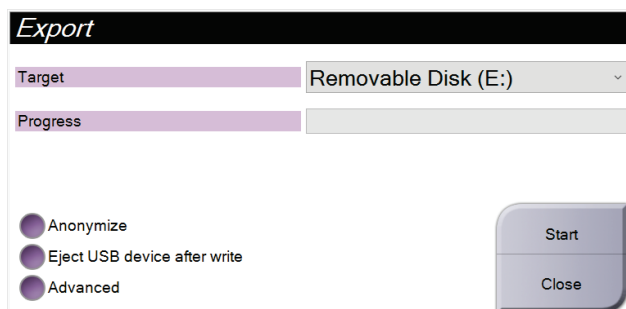 Export
Target
Removable Disk (E:)
Progress
Anonymize
Eject USB device after write
Advanced
Start
Close